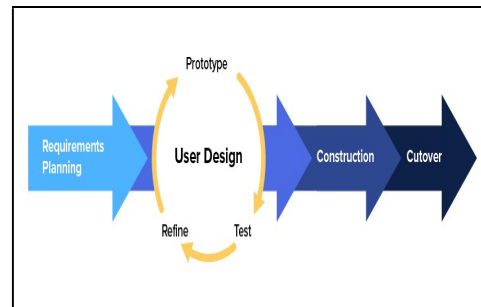 Prototype
Requirements
Planning
User Design
Construction
Cutover
Refine
Test